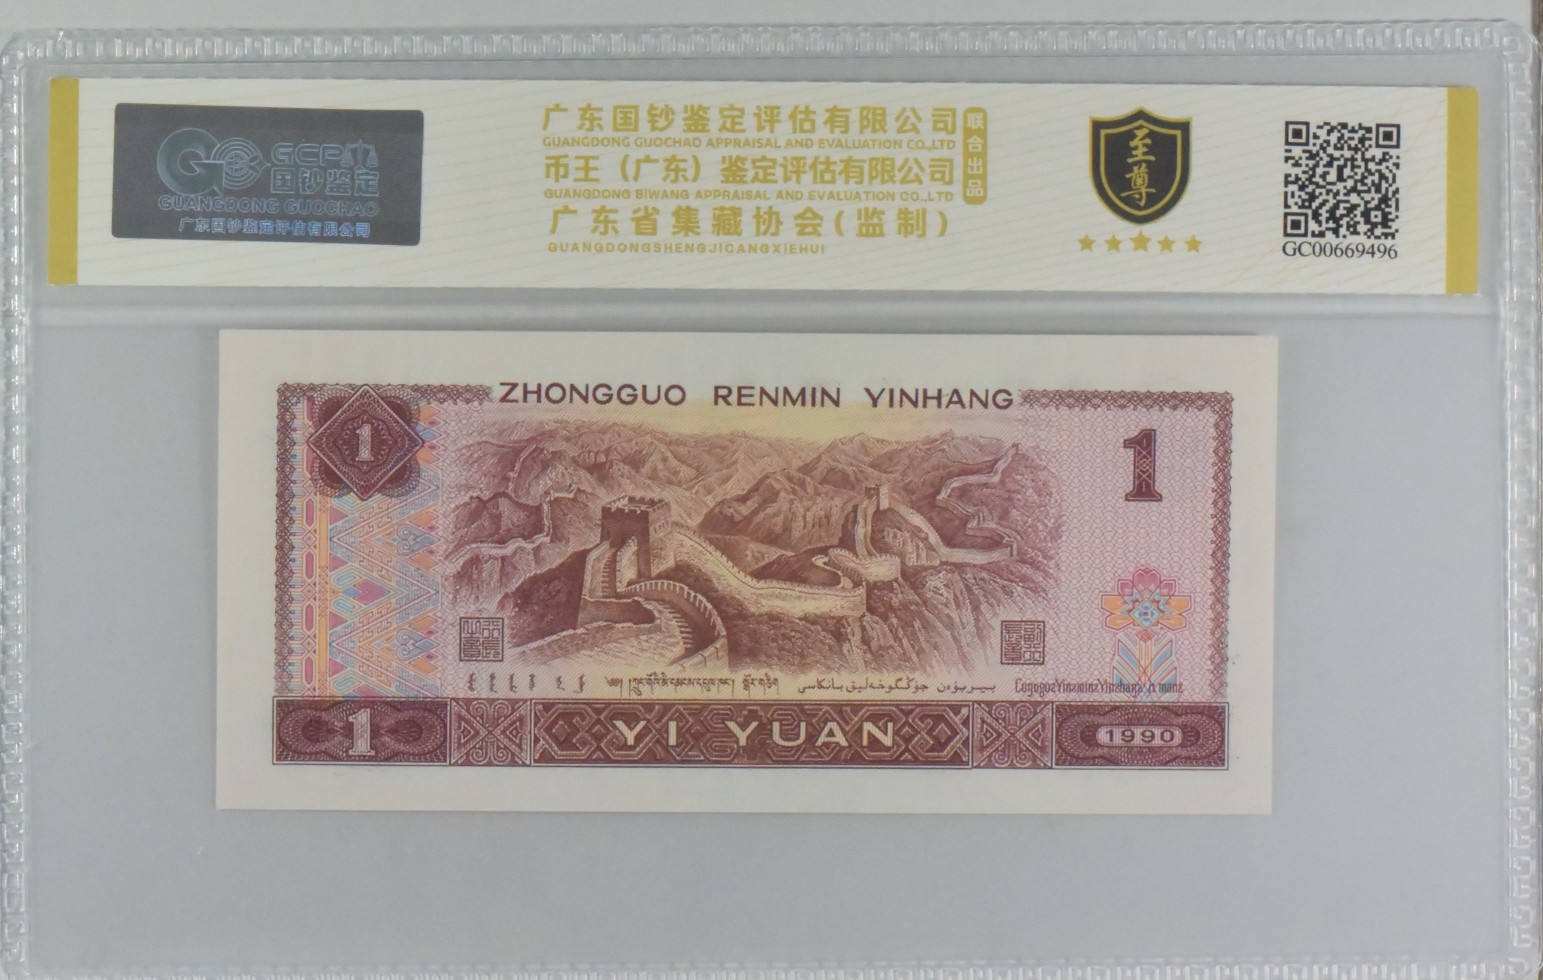 GCP
国钞鉴定
GUANGDONG GUOCHAO
广东国钞鉴定评估有限公司
广东国钞鉴定评估有限公司
GUANGDONG GUOCHAO APPRAISAL AND EVALUATION CO.,LTD
币王（广东）鉴定评估有限公司
GUANGDONG BIWANG APPRAISAL AND EVALUATION CO.,LTD
广东省集藏协会(监制)
GUANGDONGSHENGJICANGXIEHUI
联合出品
至尊
GC00669496
ZHONGGUO RENMIN YINHANG
1
1
1
YI YUAN
1990